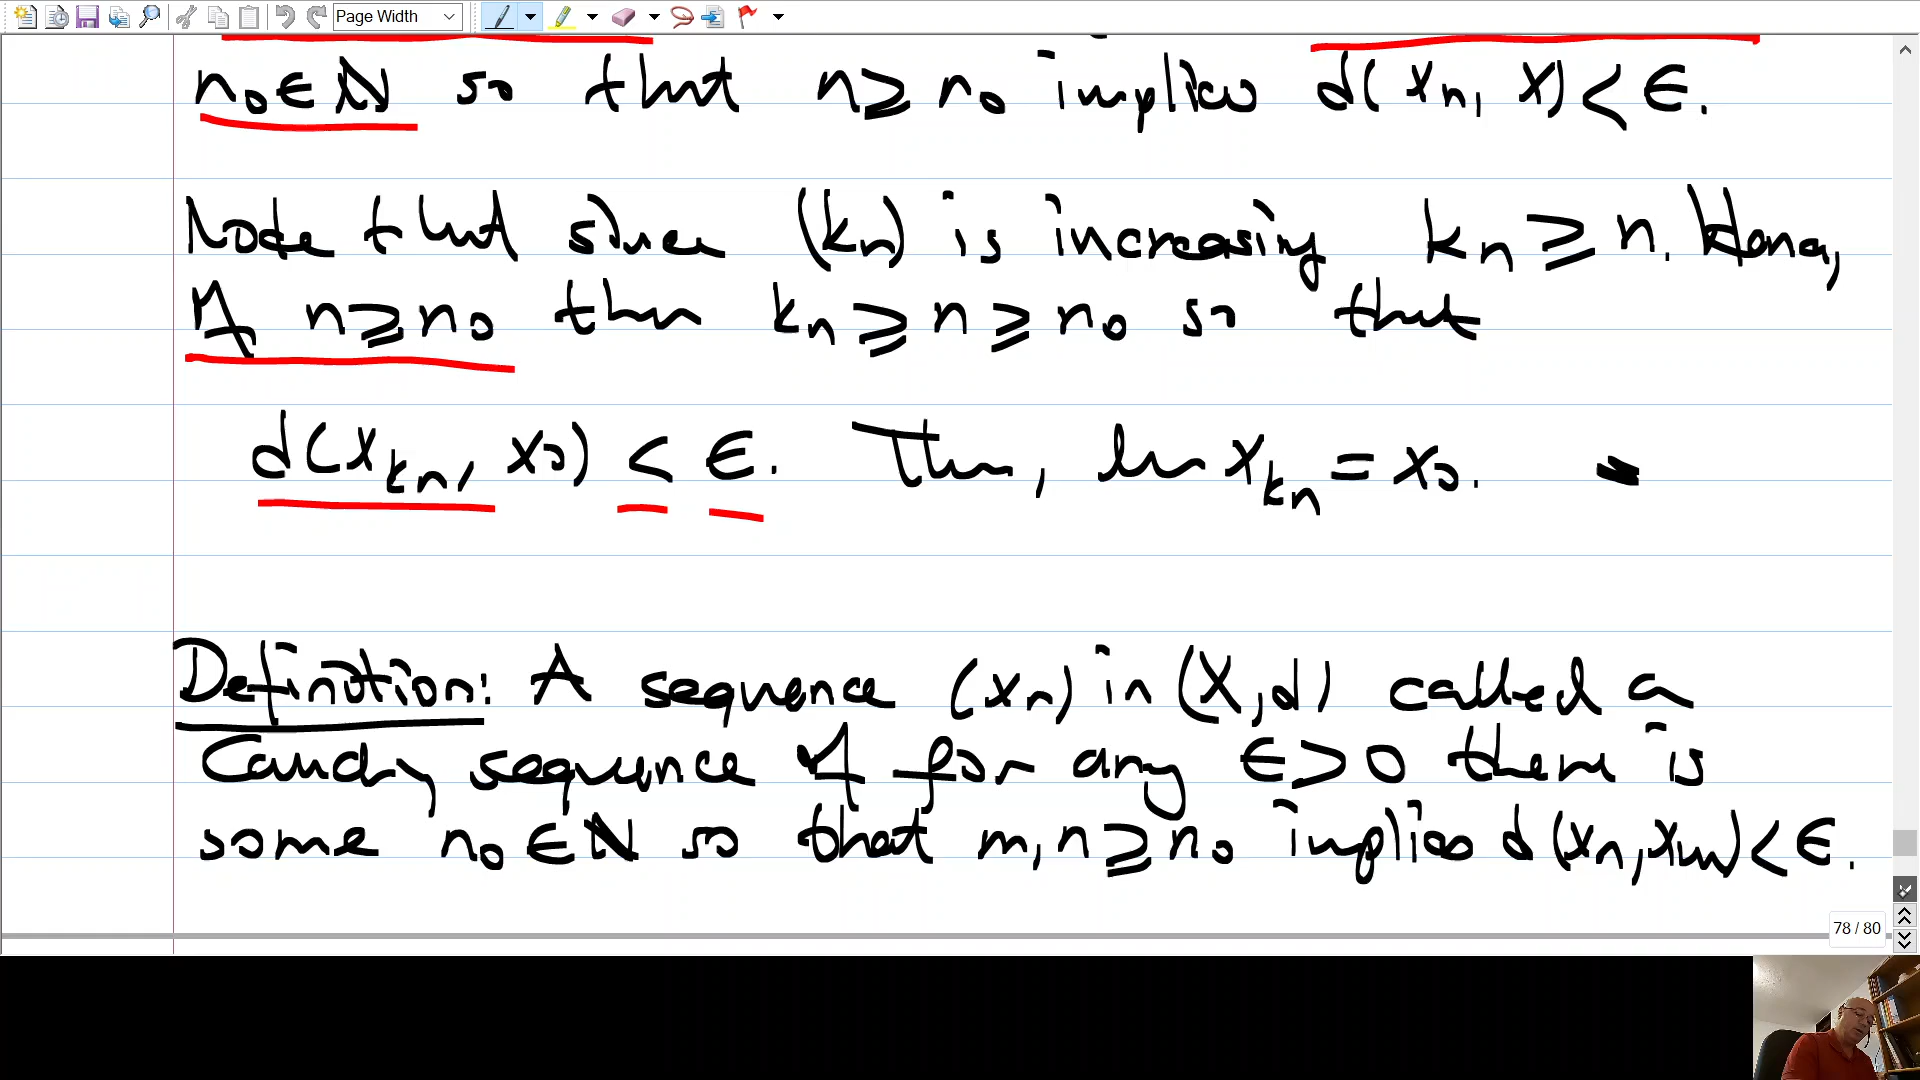 Page Width
n₀∈ℕ so that n≥n₀ implies d(xₙ, x)<ϵ.
Note that since (kₙ) is increasing kₙ≥n. Hence,
if n≥n₀ then kₙ≥n≥n₀ so that
d(x_{kₙ}, x₀) < ϵ. Thus, lim x_{kₙ} = x₀.
Definition: A sequence (xₙ) in (X,d) called a
Cauchy sequence if for any ϵ>0 there is
some n₀∈ℕ so that m,n≥n₀ implies d(xₙ,xₘ)<ϵ.
78 / 80